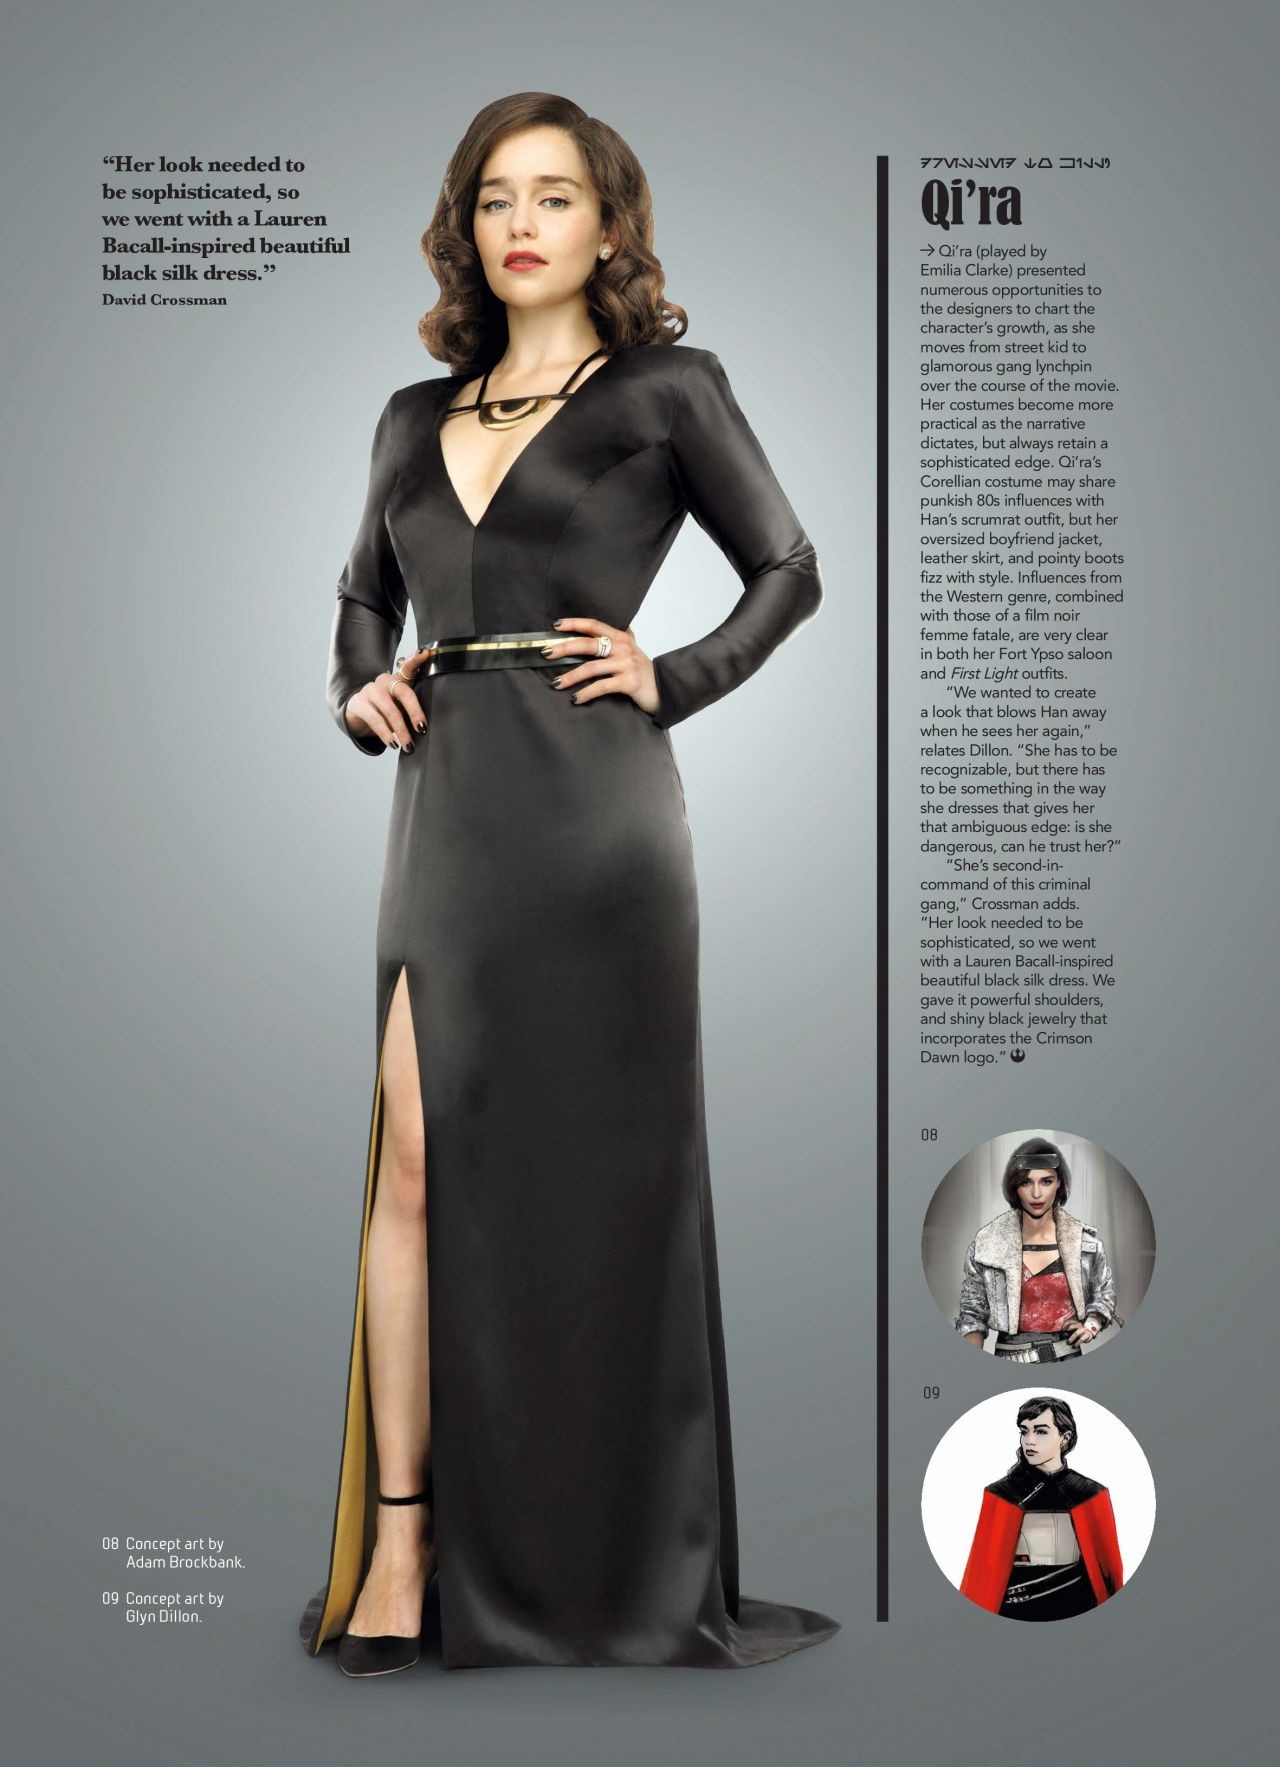 “Her look needed to
be sophisticated, so
we went with a Lauren
Bacall-inspired beautiful
black silk dress.”
David Crossman
Qi’ra
→ Qi’ra (played by
Emilia Clarke) presented
numerous opportunities to
the designers to chart the
character’s growth, as she
moves from street kid to
glamorous gang lynchpin
over the course of the movie.
Her costumes become more
practical as the narrative
dictates, but always retain a
sophisticated edge. Qi’ra’s
Corellian costume may share
punkish 80s influences with
Han’s scrumrat outfit, but her
oversized boyfriend jacket,
leather skirt, and pointy boots
fizz with style. Influences from
the Western genre, combined
with those of a film noir
femme fatale, are very clear
in both her Fort Ypso saloon
and First Light outfits.
“We wanted to create
a look that blows Han away
when he sees her again,”
relates Dillon. “She has to be
recognizable, but there has
to be something in the way
she dresses that gives her
that ambiguous edge: is she
dangerous, can he trust her?”
“She’s second-in-
command of this criminal
gang,” Crossman adds.
“Her look needed to be
sophisticated, so we went
with a Lauren Bacall-inspired
beautiful black silk dress. We
gave it powerful shoulders,
and shiny black jewelry that
incorporates the Crimson
Dawn logo.”
08
09
08 Concept art by
Adam Brockbank.
09 Concept art by
Glyn Dillon.